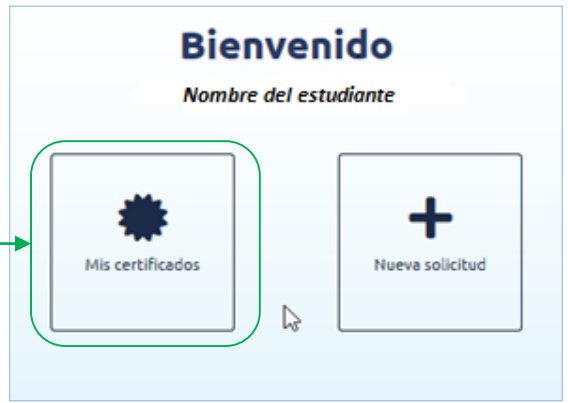 Bienvenido
Nombre del estudiante
Mis certificados
Nueva solicitud